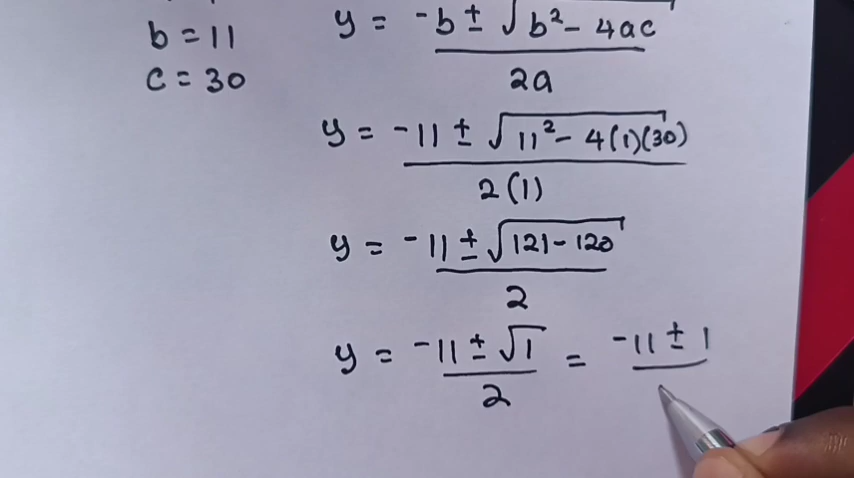 b = 11
c = 30
y = -b ± √b² - 4ac
2a
y = -11 ± √11² - 4(1)(30)
2(1)
y = -11 ± √121 - 120
2
y = -11 ± √1 = -11 ± 1
2